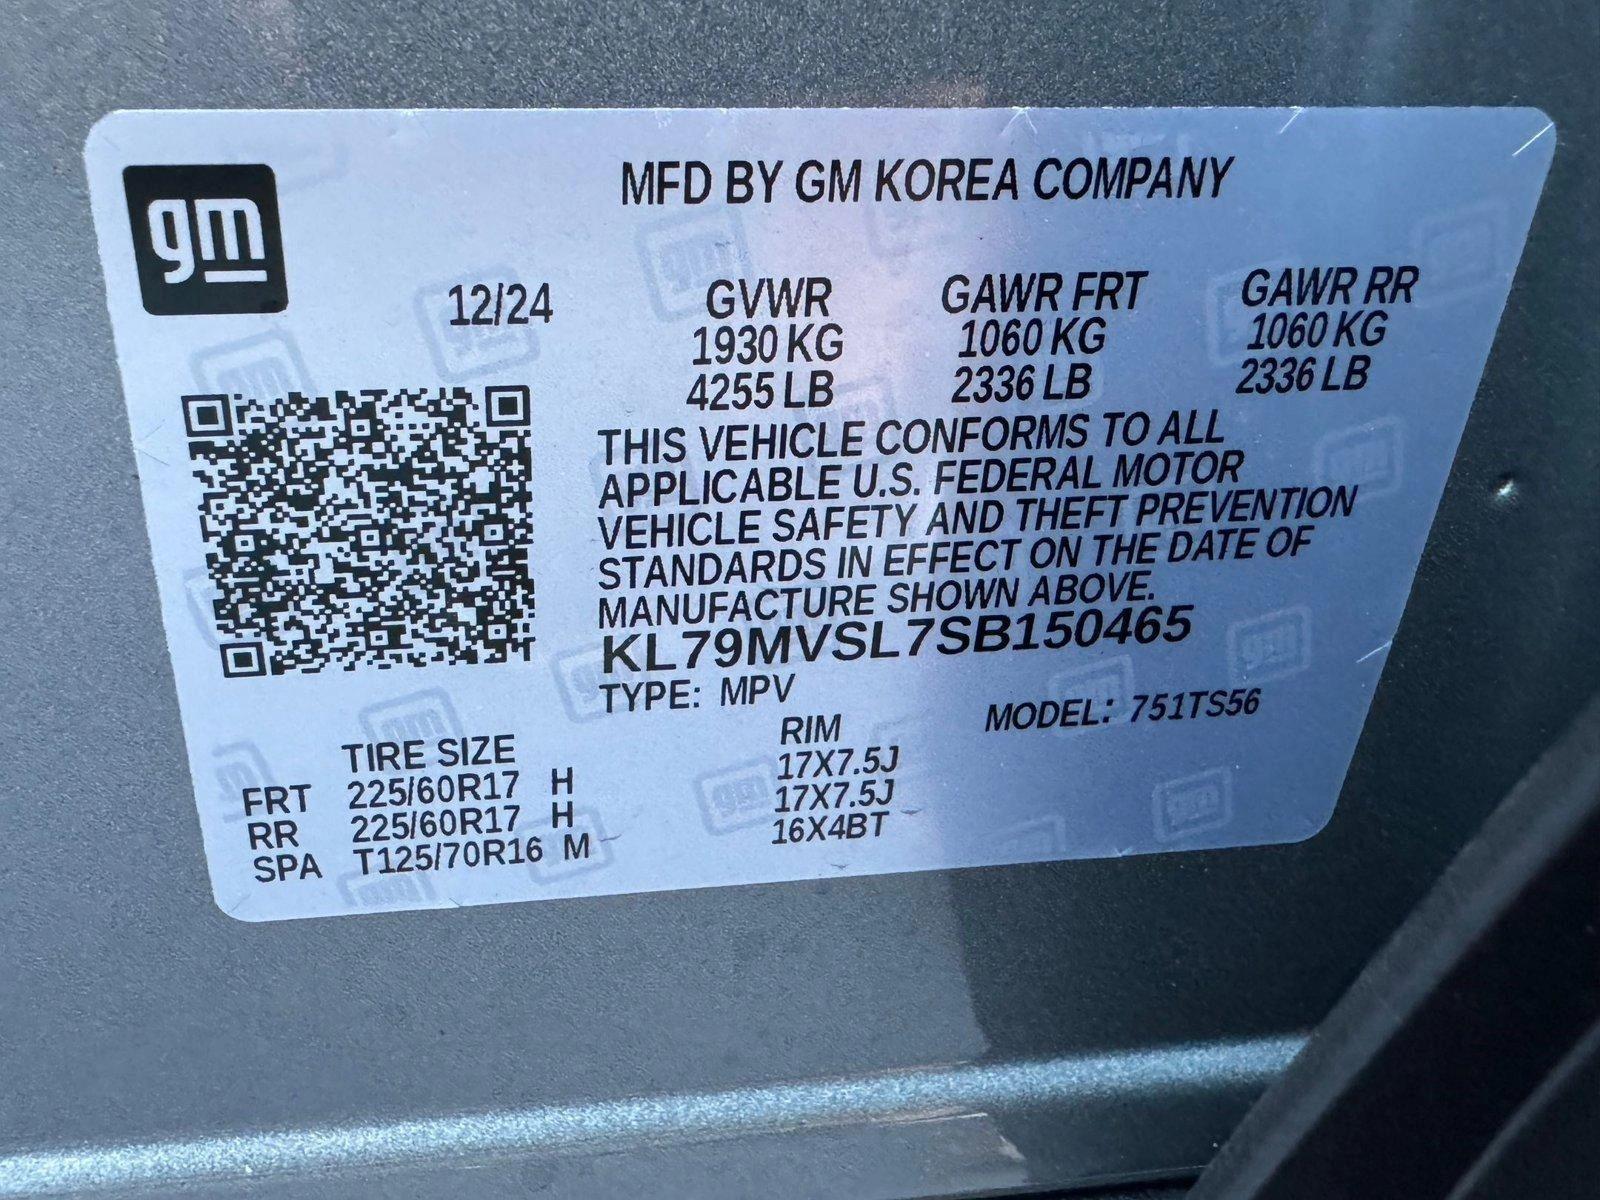 gm
MFD BY GM KOREA COMPANY
12/24 GVWR GAWR FRT GAWR RR
1930 KG 1060 KG 1060 KG
4255 LB 2336 LB 2336 LB
THIS VEHICLE CONFORMS TO ALL
APPLICABLE U.S. FEDERAL MOTOR
VEHICLE SAFETY AND THEFT PREVENTION
STANDARDS IN EFFECT ON THE DATE OF
MANUFACTURE SHOWN ABOVE.
KL79MVSL7SB150465
TYPE: MPV MODEL: 751TS56
TIRE SIZE RIM
FRT 225/60R17 H 17X7.5J
RR 225/60R17 H 17X7.5J
SPA T125/70R16 M 16X4BT